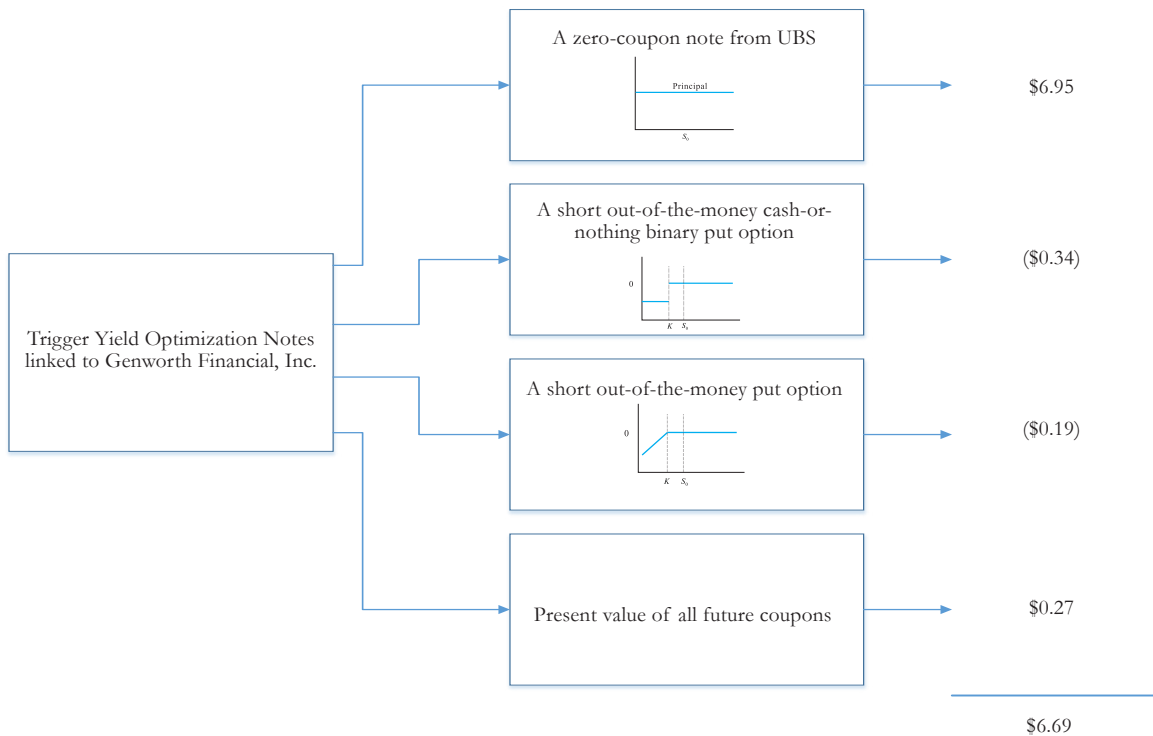 A zero-coupon note from UBS
Principal
S₀
$6.95
A short out-of-the-money cash-or-
nothing binary put option
0
K S₀
($0.34)
Trigger Yield Optimization Notes
linked to Genworth Financial, Inc.
A short out-of-the-money put option
0
K S₀
($0.19)
Present value of all future coupons
$0.27
$6.69